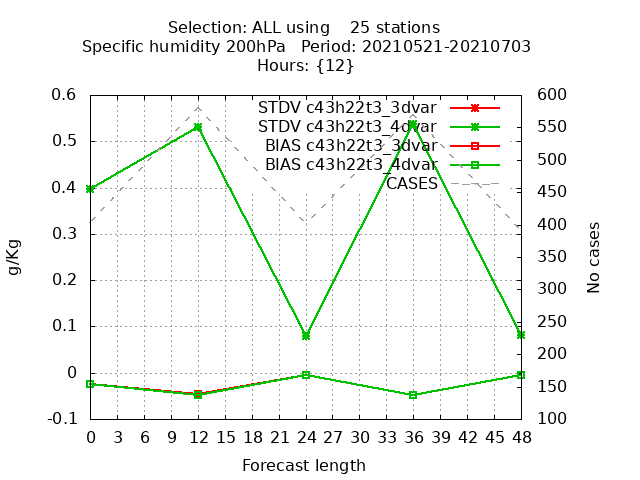 Selection: ALL using    25 stations
Specific humidity 200hPa   Period: 20210521-20210703
Hours: {12}
STDV c43h22t3_3dvar
STDV c43h22t3_4dvar
BIAS c43h22t3_3dvar
BIAS c43h22t3_4dvar
CASES
g/Kg
0.6
0.5
0.4
0.3
0.2
0.1
0
-0.1
No cases
600
550
500
450
400
350
300
250
200
150
100
0 3 6 9 12 15 18 21 24 27 30 33 36 39 42 45 48
Forecast length